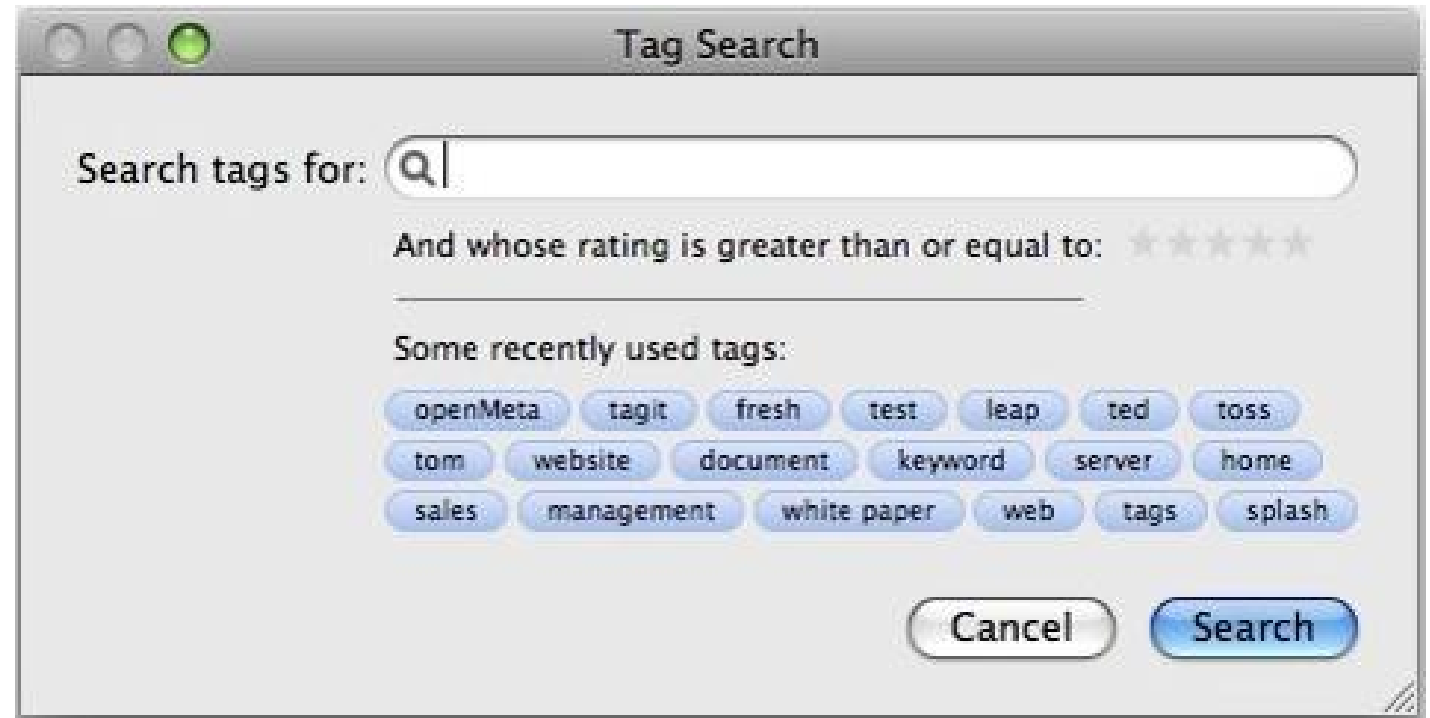 Tag Search
Search tags for:
And whose rating is greater than or equal to:
Some recently used tags:
openMeta tagit fresh test leap ted toss
tom website document keyword server home
sales management white paper web tags splash
Cancel Search